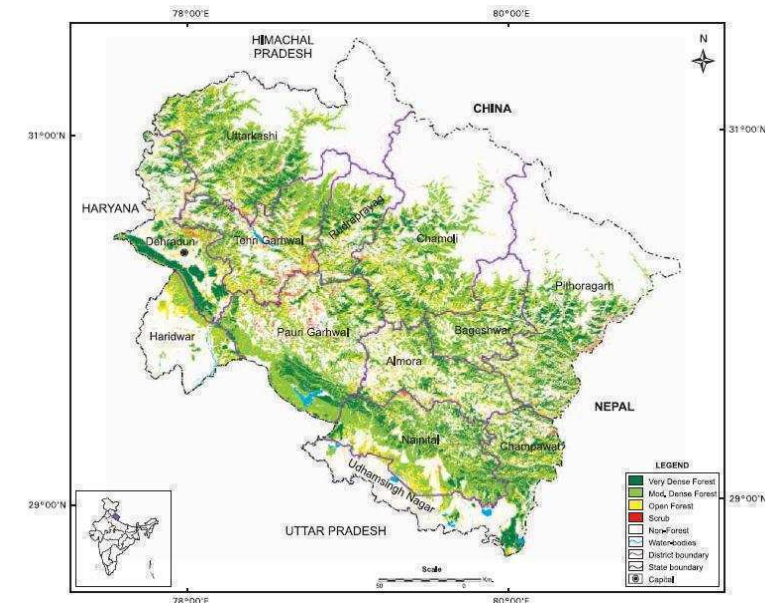 78°00'E
80°00'E
HIMACHAL
PRADESH
N
CHINA
31°00'N
31°00'N
Uttarkashi
HARYANA
Dehradun
Tehri Garhwal
Rudraprayag
Chamoli
Pithoragarh
Haridwar
Pauri Garhwal
Bageshwar
Almora
NEPAL
Nainital
Champawat
Udhamsingh Nagar
29°00'N
29°00'N
UTTAR PRADESH
LEGEND
Very Dense Forest
Mod. Dense Forest
Open Forest
Scrub
Non-Forest
Water-bodies
District boundary
State boundary
Capital
Scale
50 0 Km.
78°00'E
80°00'E